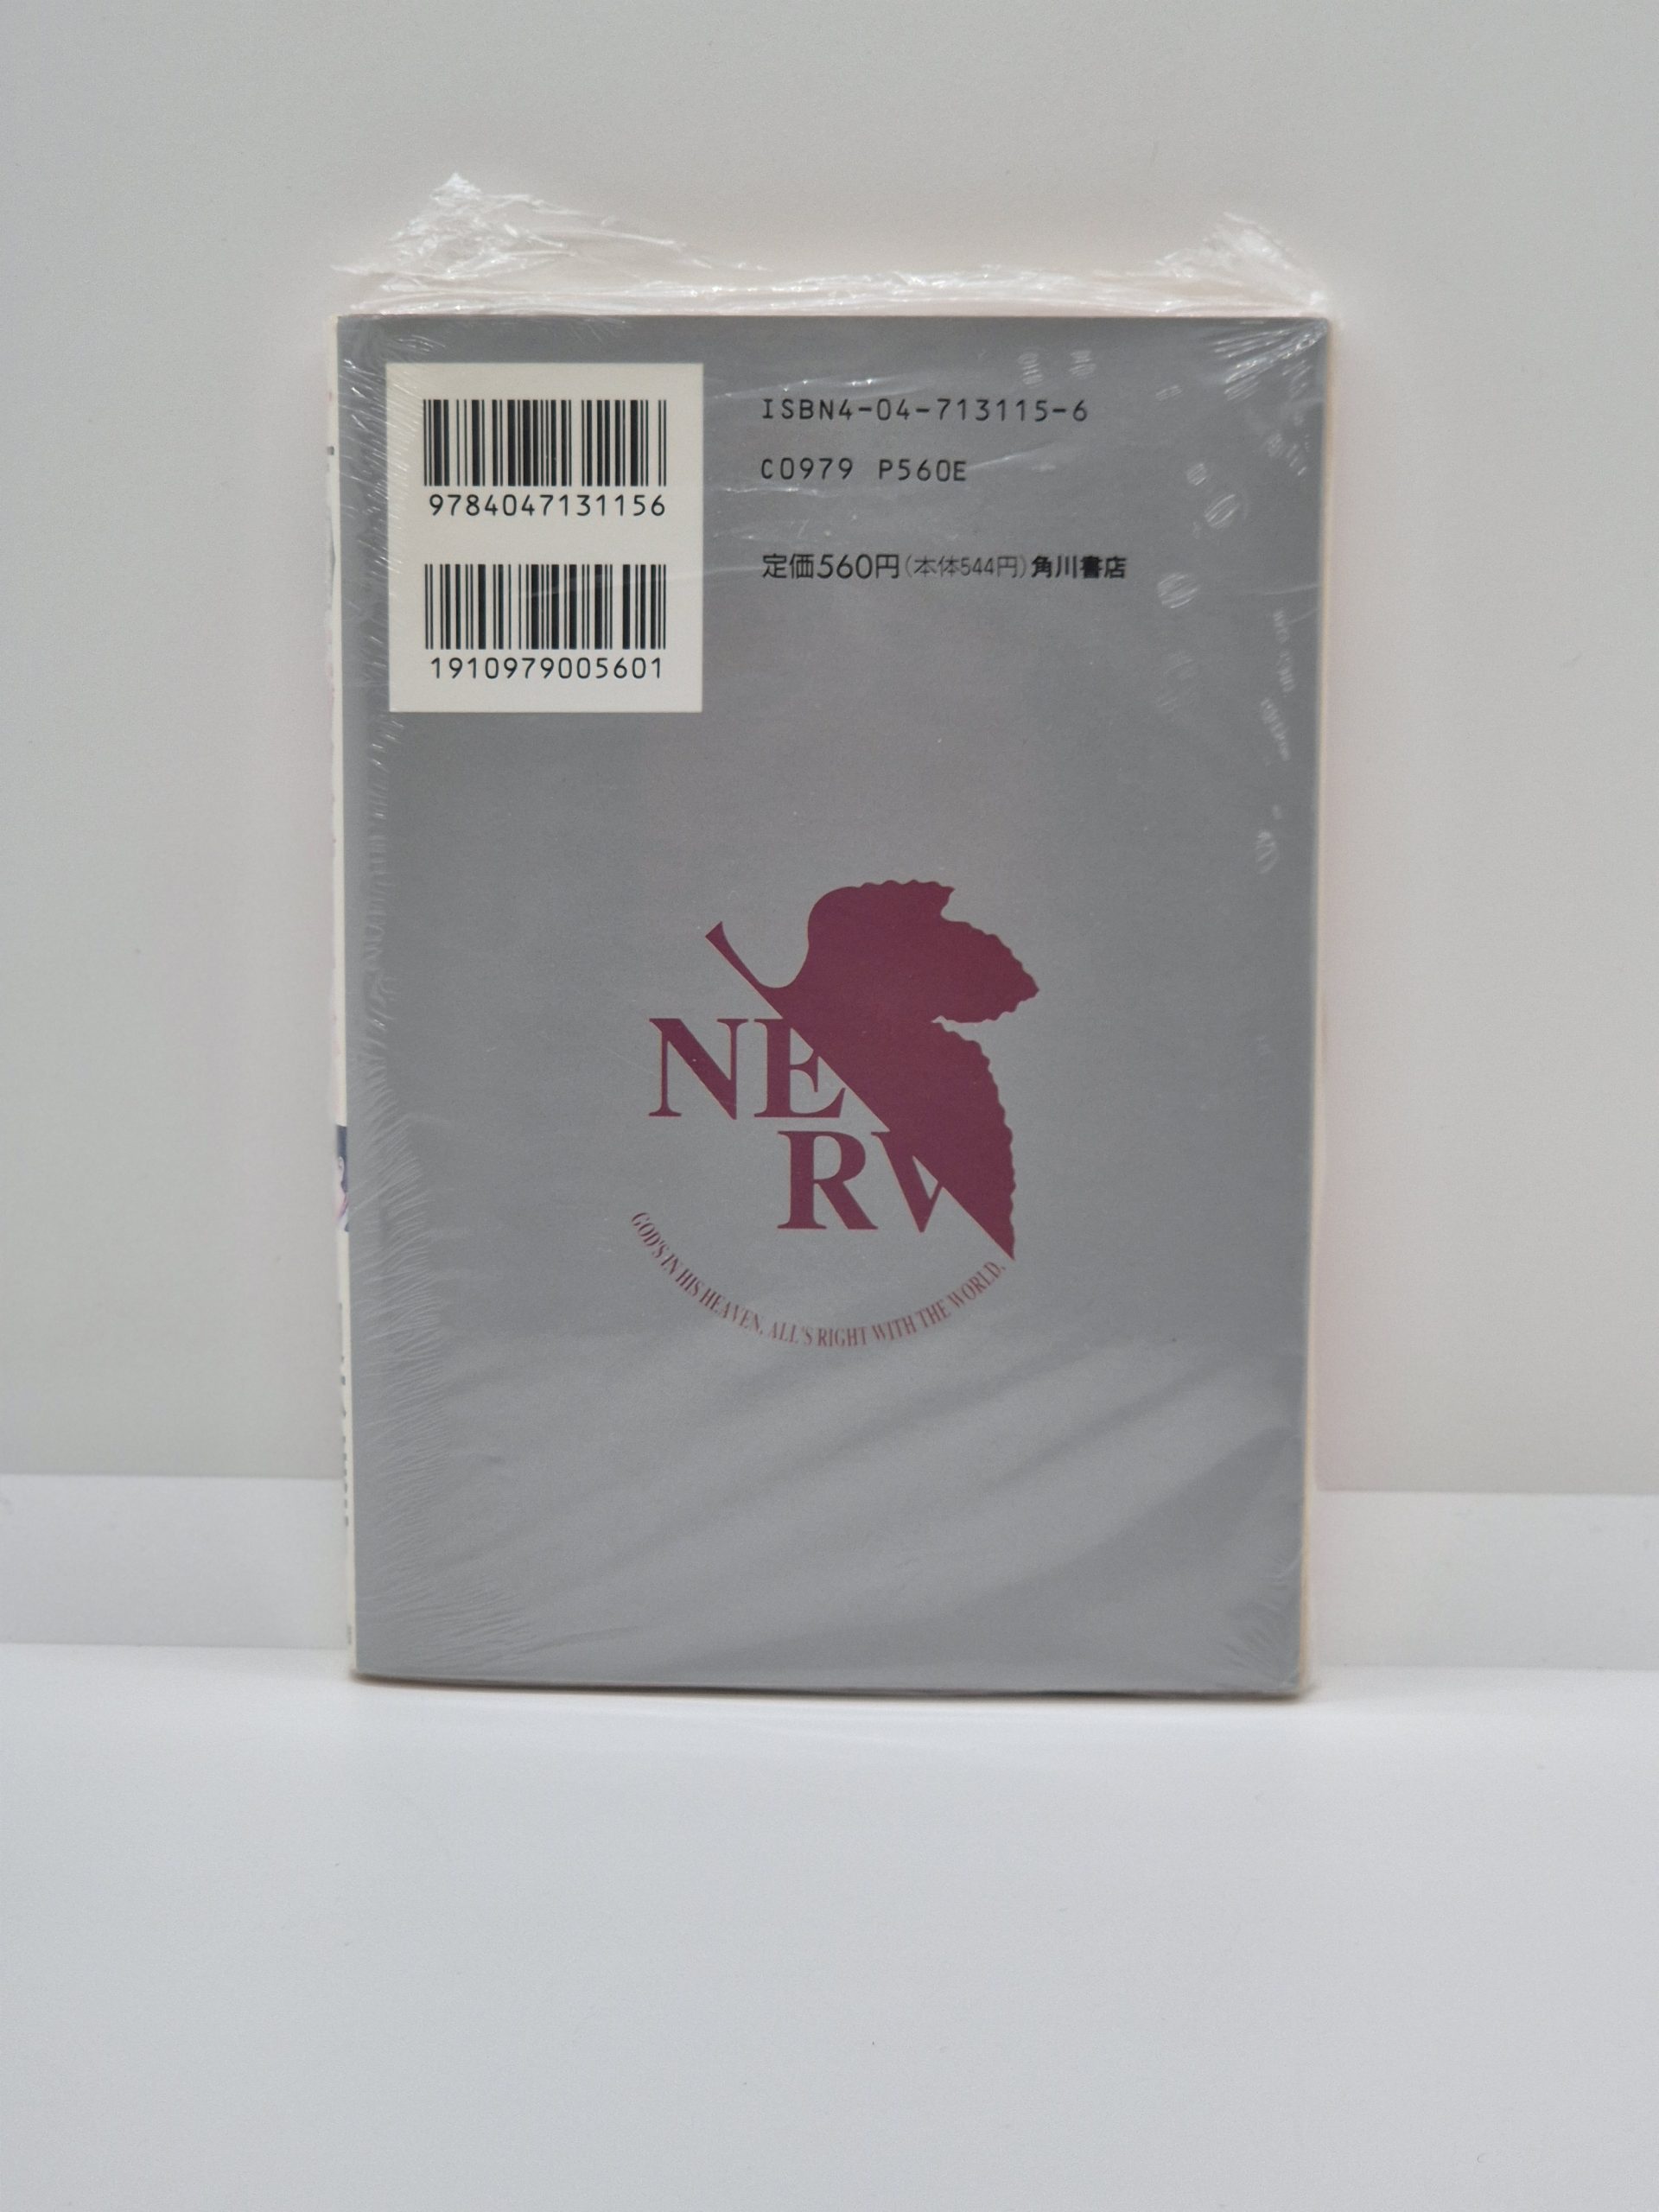 9784047131156
1910979005601
ISBN4-04-713115-6
C0979 P560E
定価560円(本体544円)角川書店
NERV
GOD'S IN HIS HEAVEN, ALL'S RIGHT WITH THE WORLD.